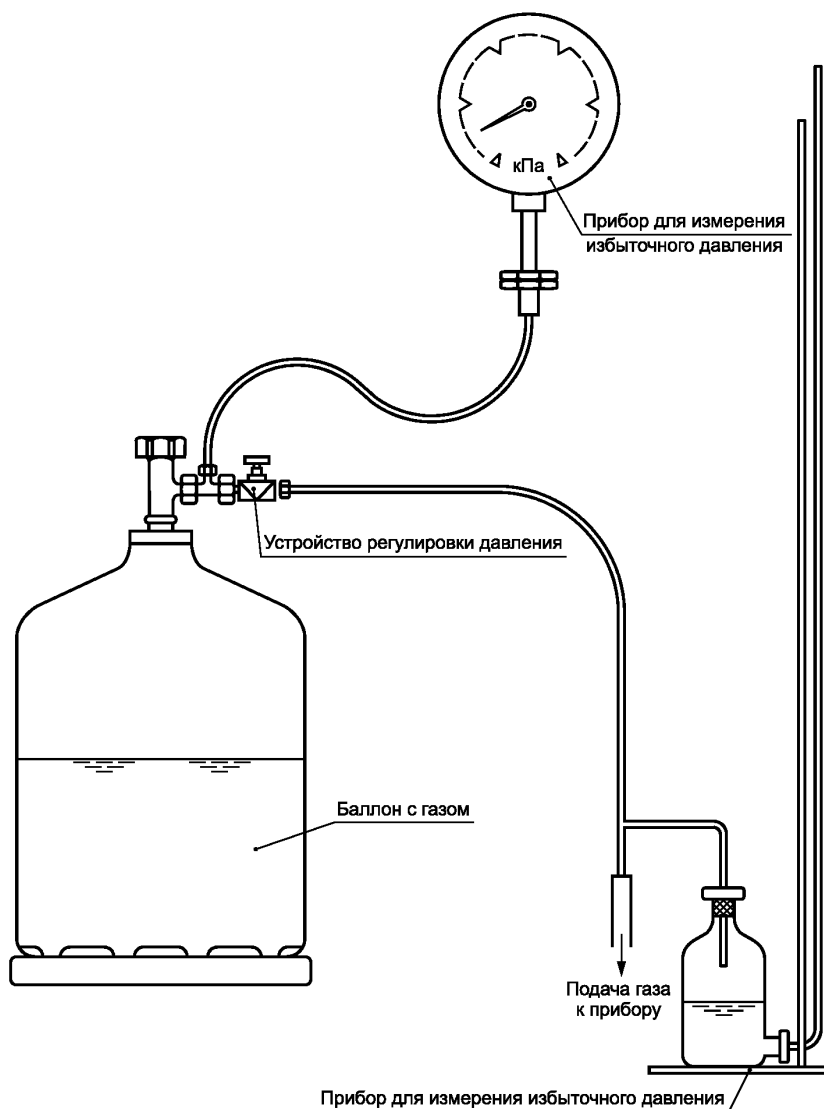 кПа
Прибор для измерения
избыточного давления
Устройство регулировки давления
Баллон с газом
Подача газа
к прибору
Прибор для измерения избыточного давления